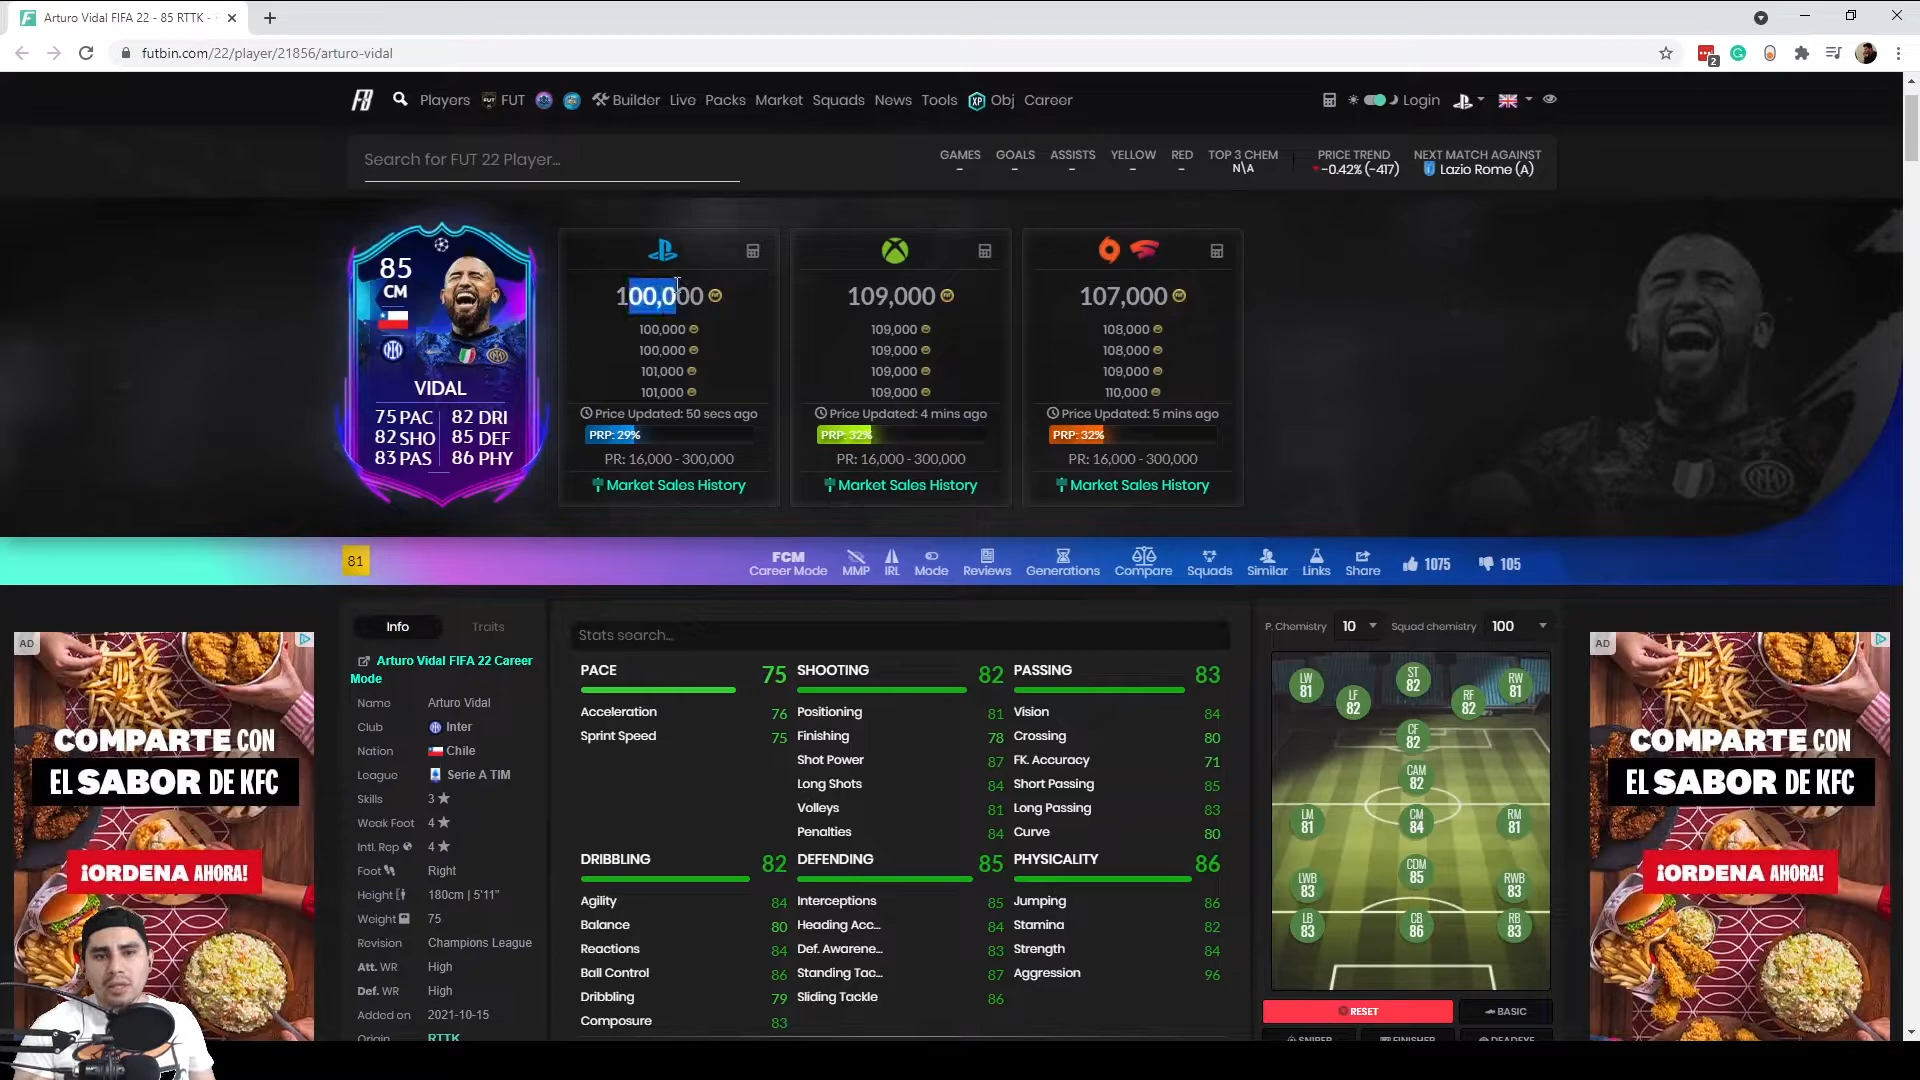 Arturo Vidal FIFA 22 - 85 RTTK -
futbin.com/22/player/21856/arturo-vidal
2
Players FUT Builder Live Packs Market Squads News Tools XP Obj Career Login
Search for FUT 22 Player...
GAMES GOALS ASSISTS YELLOW RED TOP 3 CHEM PRICE TREND NEXT MATCH AGAINST
- - - - - N\A -0.42% (-417) Lazio Rome (A)
85
CM
VIDAL
75 PAC 82 DRI
82 SHO 85 DEF
83 PAS 86 PHY
100,000
100,000
100,000
101,000
101,000
Price Updated: 50 secs ago
PRP: 29%
PR: 16,000 - 300,000
Market Sales History
109,000
109,000
109,000
109,000
109,000
Price Updated: 4 mins ago
PRP: 32%
PR: 16,000 - 300,000
Market Sales History
107,000
108,000
108,000
109,000
110,000
Price Updated: 5 mins ago
PRP: 32%
PR: 16,000 - 300,000
Market Sales History
81
FCM
Career Mode MMP IRL Mode Reviews Generations Compare Squads Similar Links Share 1075 105
AD
COMPARTE CON
EL SABOR DE KFC
¡ORDENA AHORA!
Info Traits
Arturo Vidal FIFA 22 Career
Mode
Name Arturo Vidal
Club Inter
Nation Chile
League Serie A TIM
Skills 3
Weak Foot 4
Intl. Rep 4
Foot Right
Height 180cm | 5'11"
Weight 75
Revision Champions League
Att. WR High
Def. WR High
Added on 2021-10-15
Origin RTTK
Stats search...
PACE 75
Acceleration 76
Sprint Speed 75
SHOOTING 82
Positioning 81
Finishing 78
Shot Power 87
Long Shots 84
Volleys 81
Penalties 84
PASSING 83
Vision 84
Crossing 80
FK. Accuracy 71
Short Passing 85
Long Passing 83
Curve 80
DRIBBLING 82
Agility 84
Balance 80
Reactions 84
Ball Control 86
Dribbling 79
Composure 83
DEFENDING 85
Interceptions 85
Heading Acc... 84
Def. Awarene... 83
Standing Tac... 87
Sliding Tackle 86
PHYSICALITY 86
Jumping 86
Stamina 82
Strength 84
Aggression 96
P. Chemistry 10 Squad chemistry 100
LW 81
ST 82
RW 81
LF 82
RF 82
CF 82
CAM 82
LM 81
CM 84
RM 81
CDM 85
LWB 83
RWB 83
LB 83
CB 86
RB 83
RESET BASIC
SNIPER FINISHER DEADEYE
AD
COMPARTE CON
EL SABOR DE KFC
¡ORDENA AHORA!